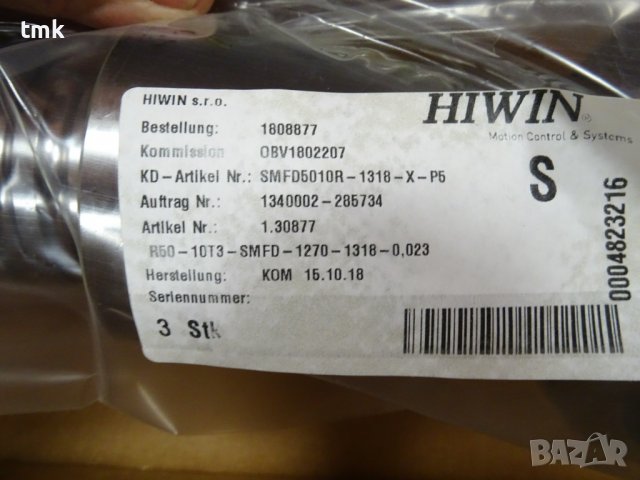 tmk
HIWIN s.r.o.
HIWIN®
Motion Control & Systems
Bestellung: 1808877
Kommission OBV1802207
KD-Artikel Nr.: SMFD5010R-1318-X-P5
S
Auftrag Nr.: 1340002-285734
Artikel Nr.: 1.30877
R50-10T3-SMFD-1270-1318-0,023
Herstellung: KOM 15.10.18
Seriennummer:
3 Stk
0004823216
BAZAR